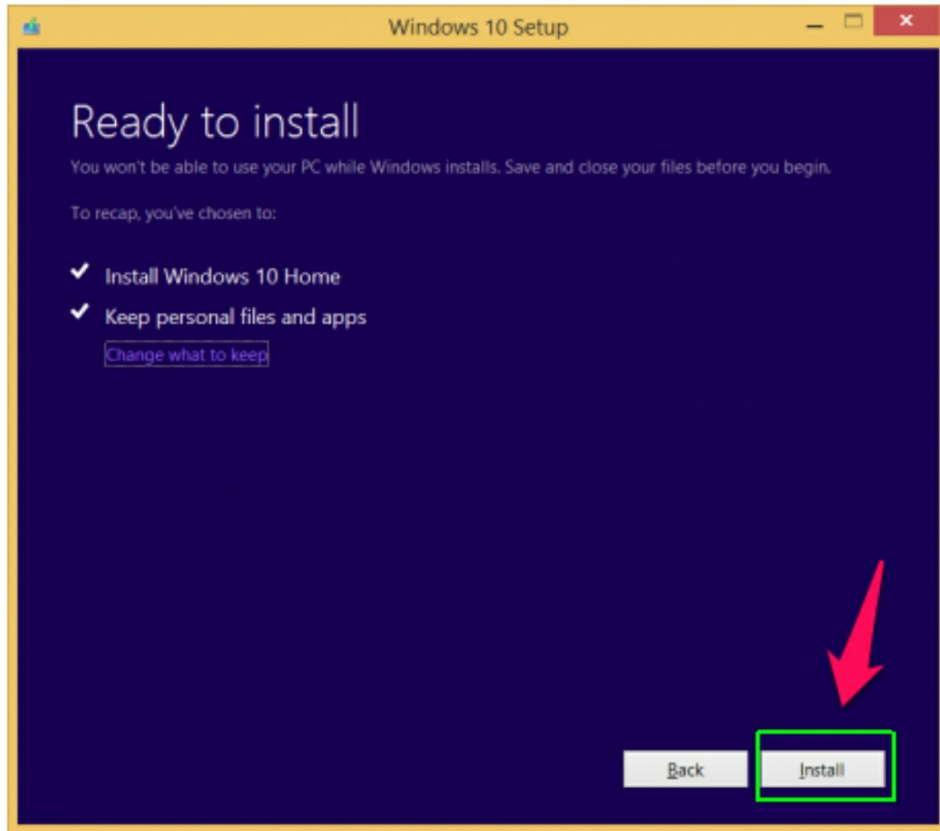 Windows 10 Setup
Ready to install
You won't be able to use your PC while Windows installs. Save and close your files before you begin.
To recap, you've chosen to:
Install Windows 10 Home
Keep personal files and apps
Change what to keep
Back
Install